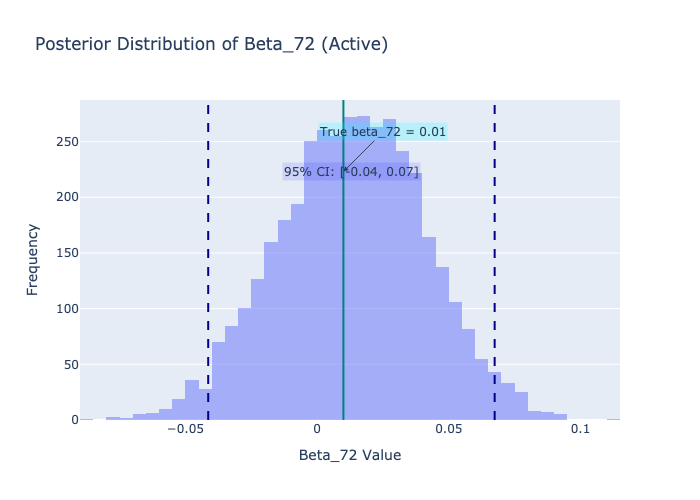 Posterior Distribution of Beta_72 (Active)
True beta_72 = 0.01
95% CI: [-0.04, 0.07]
250
200
150
100
50
0
Frequency
−0.05
0
0.05
0.1
Beta_72 Value